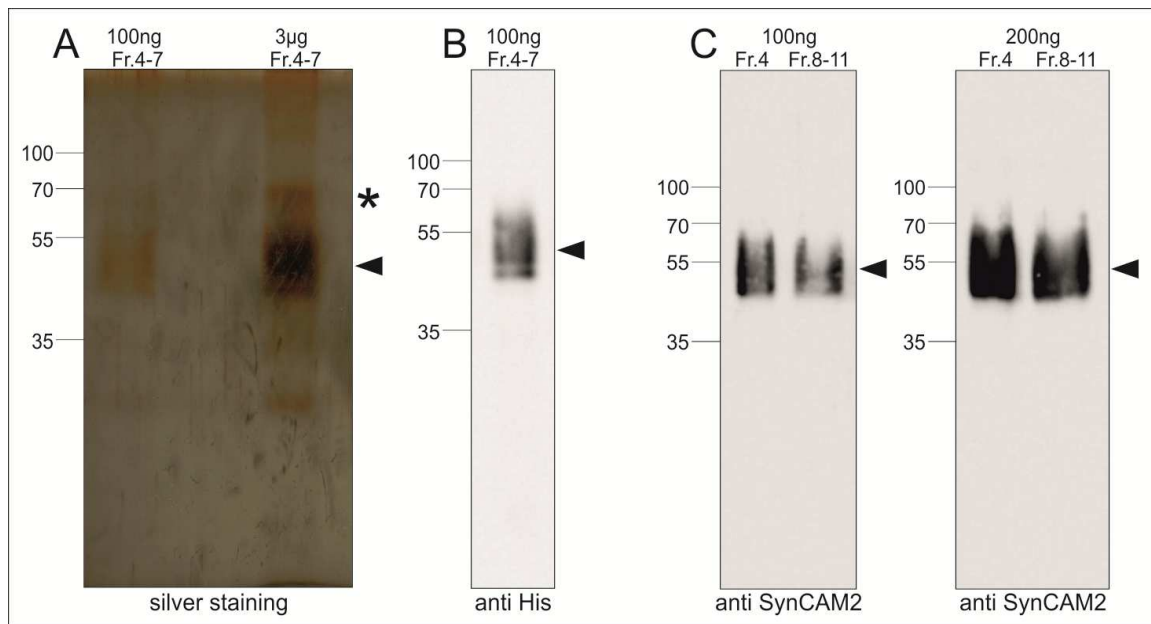 A
100ng
Fr.4-7
3µg
Fr.4-7
100
70
55
35
*
silver staining
B
100ng
Fr.4-7
100
70
55
35
anti His
C
100ng
Fr.4 Fr.8-11
100
70
55
35
anti SynCAM2
200ng
Fr.4 Fr.8-11
100
70
55
35
anti SynCAM2